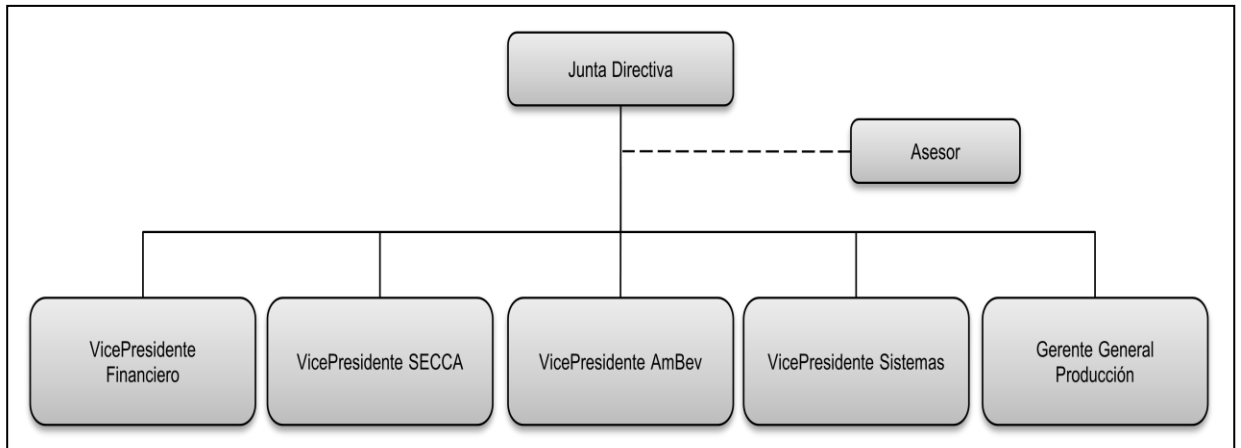 Junta Directiva
Asesor
VicePresidente
Financiero
VicePresidente SECCA
VicePresidente AmBev
VicePresidente Sistemas
Gerente General
Producción